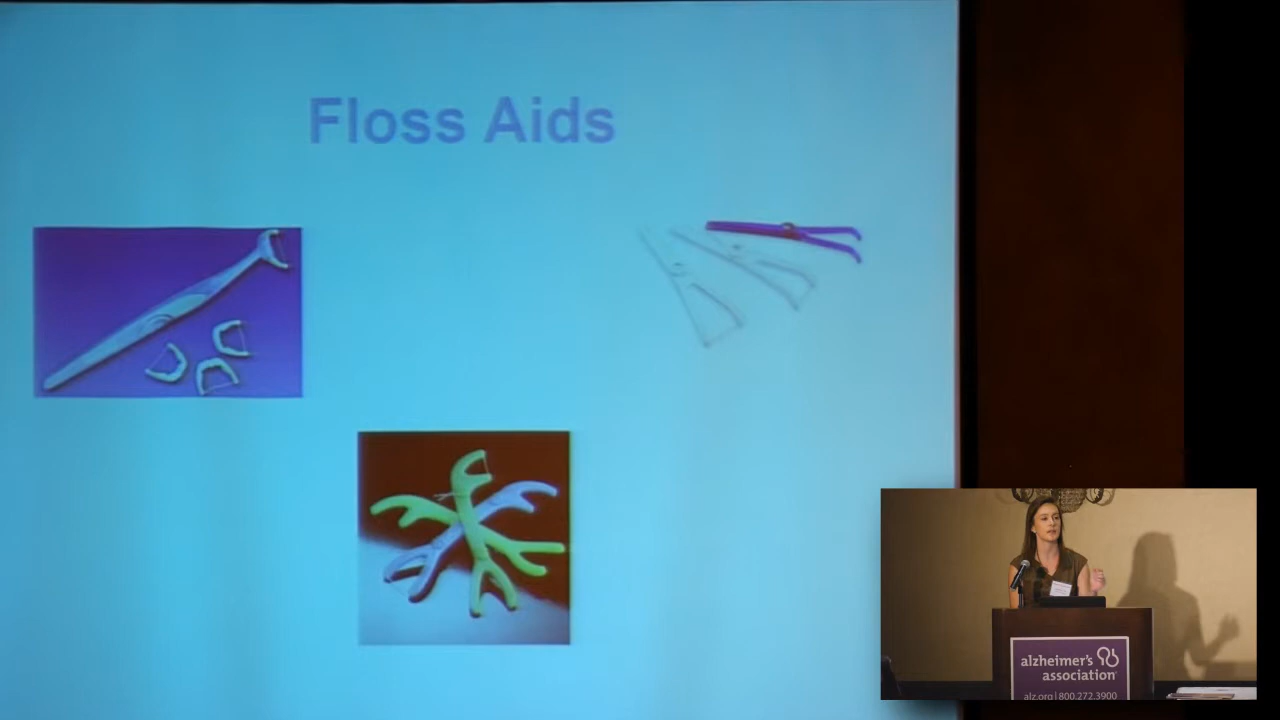 Floss Aids
alzheimer's
association
alz.org | 800.272.3900